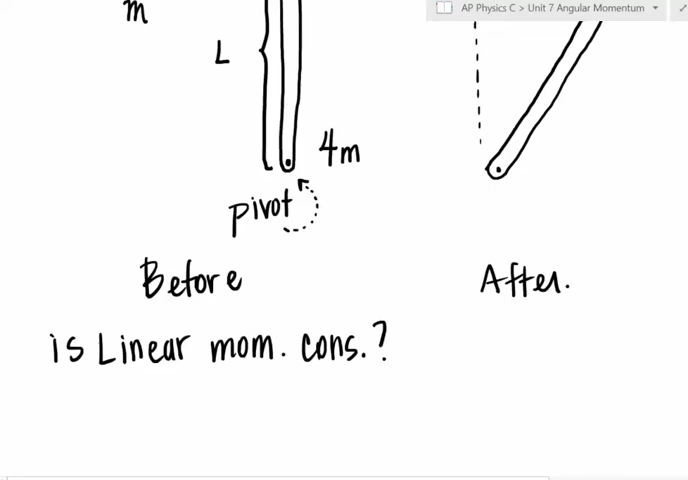 m
AP Physics C > Unit 7 Angular Momentum
L
4m
pivot
Before
After.
is Linear mom. cons.?